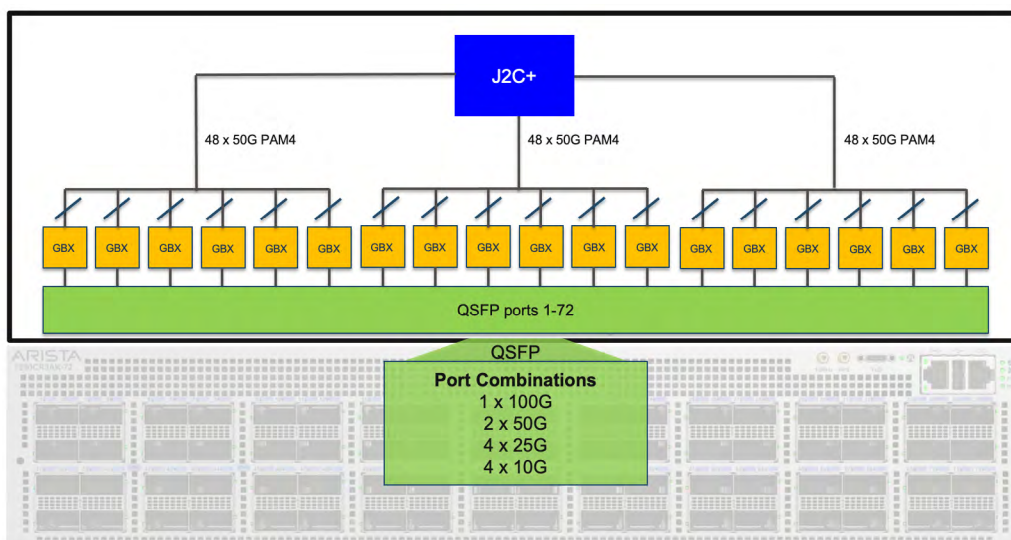 J2C+
48 x 50G PAM4 48 x 50G PAM4 48 x 50G PAM4
GBX GBX GBX GBX GBX GBX GBX GBX GBX GBX GBX GBX GBX GBX GBX GBX GBX GBX
QSFP ports 1-72
ARISTA
QSFP
Port Combinations
1 x 100G
2 x 50G
4 x 25G
4 x 10G